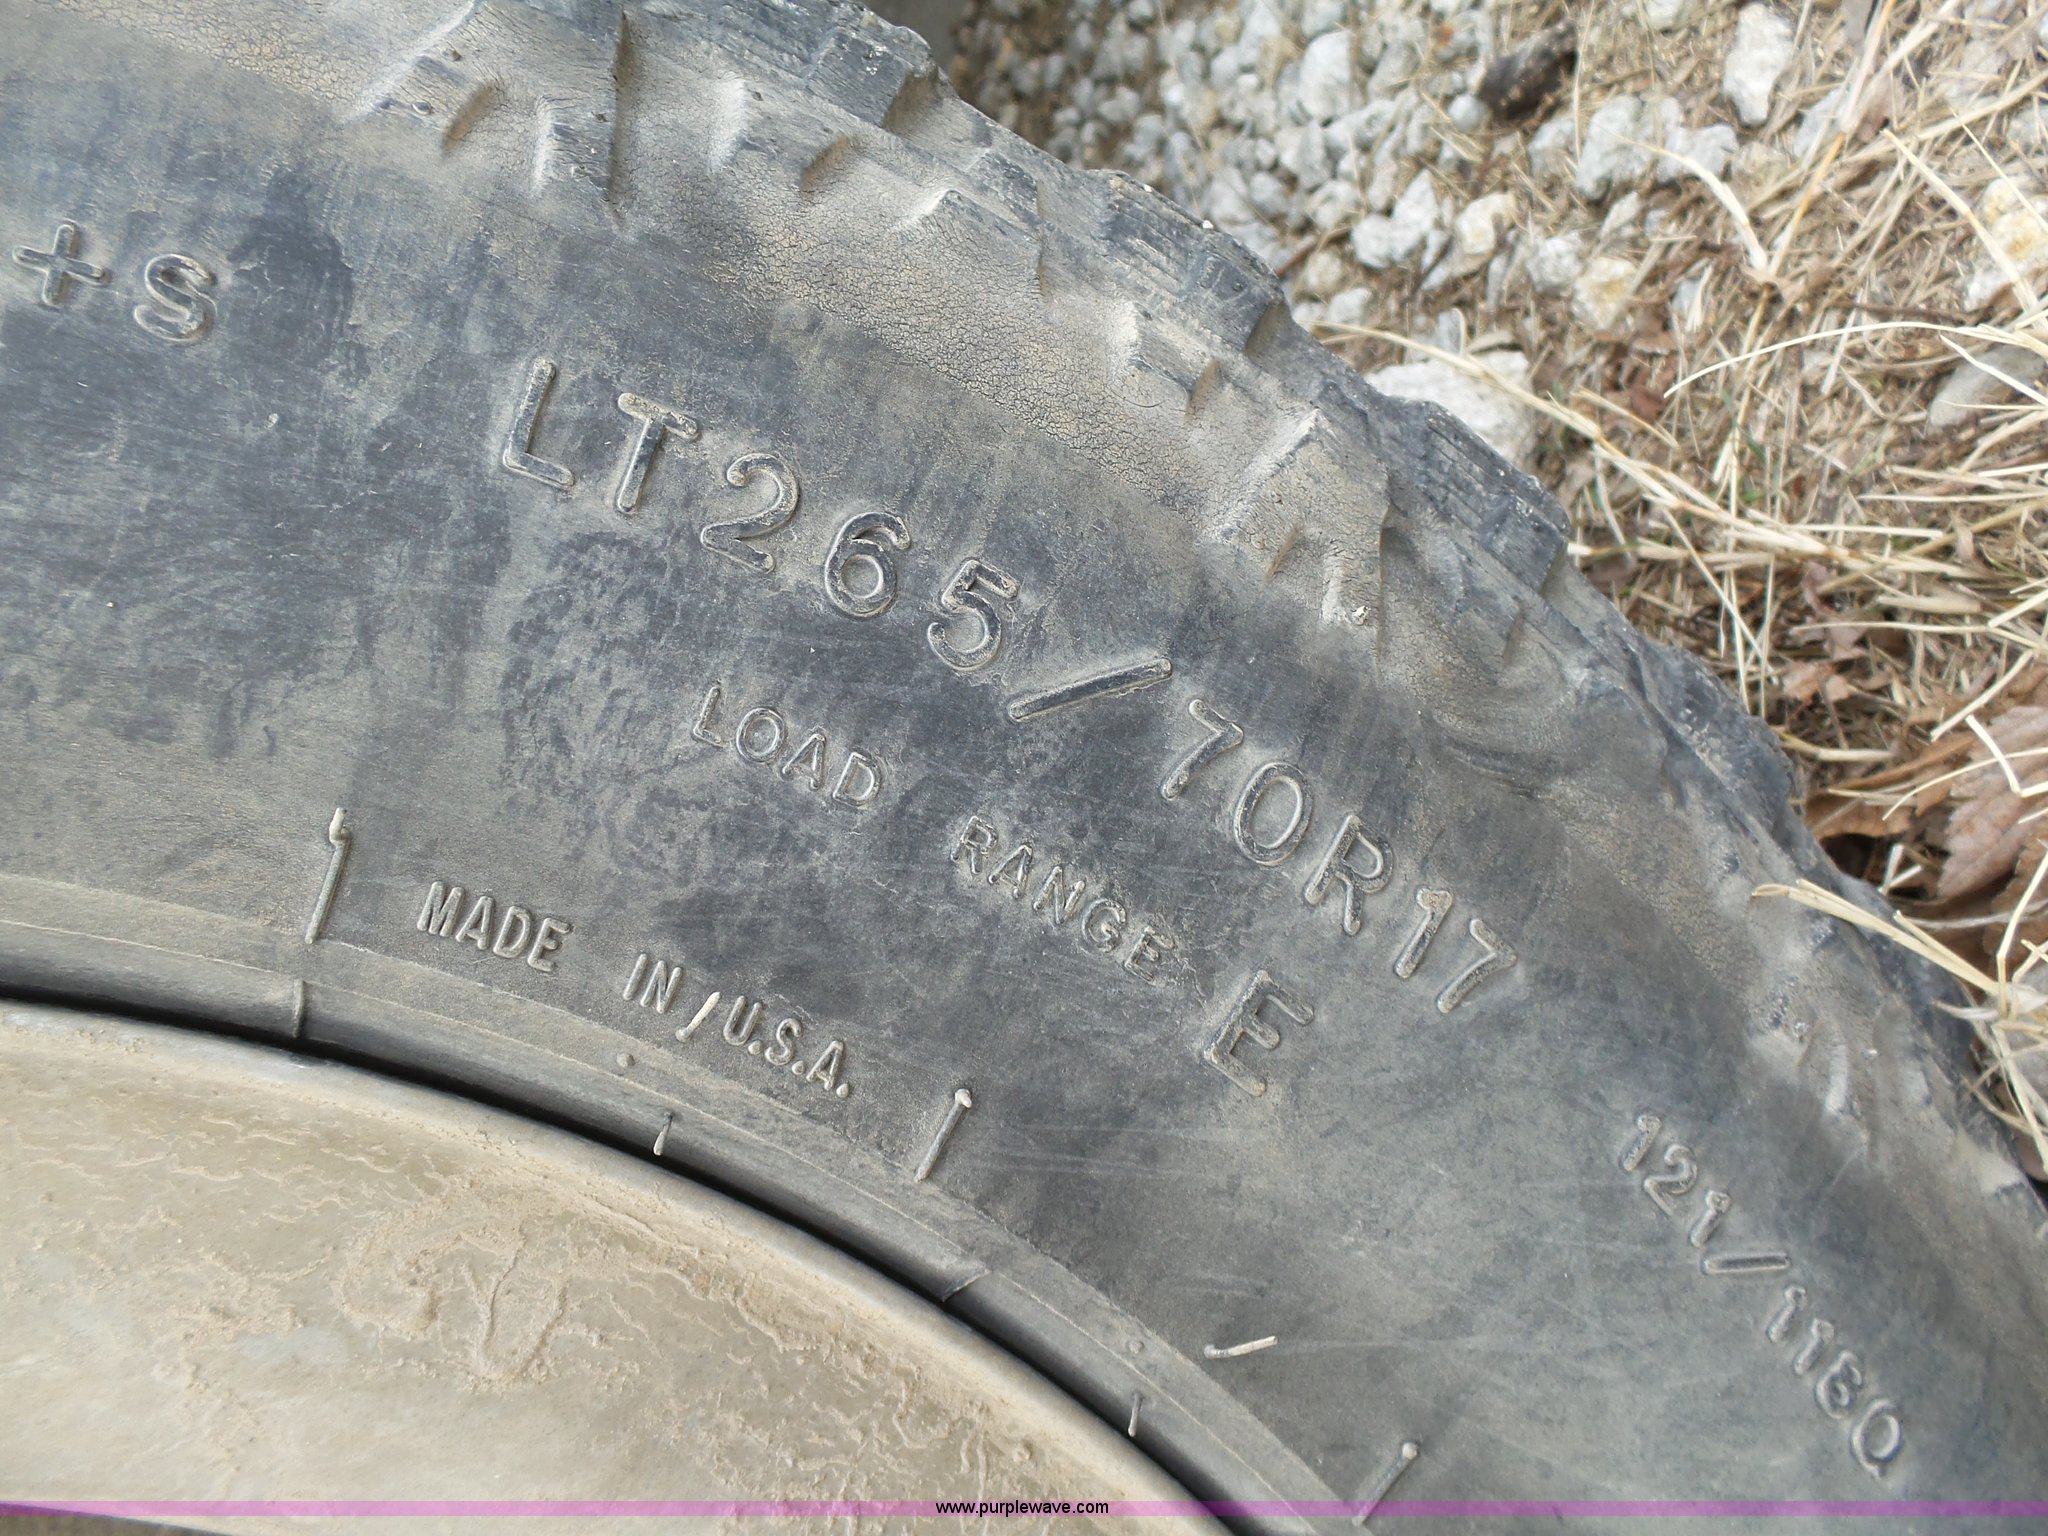 +S
LT265/70R17
LOAD RANGE E
121/118Q
MADE IN U.S.A.
www.purplewave.com